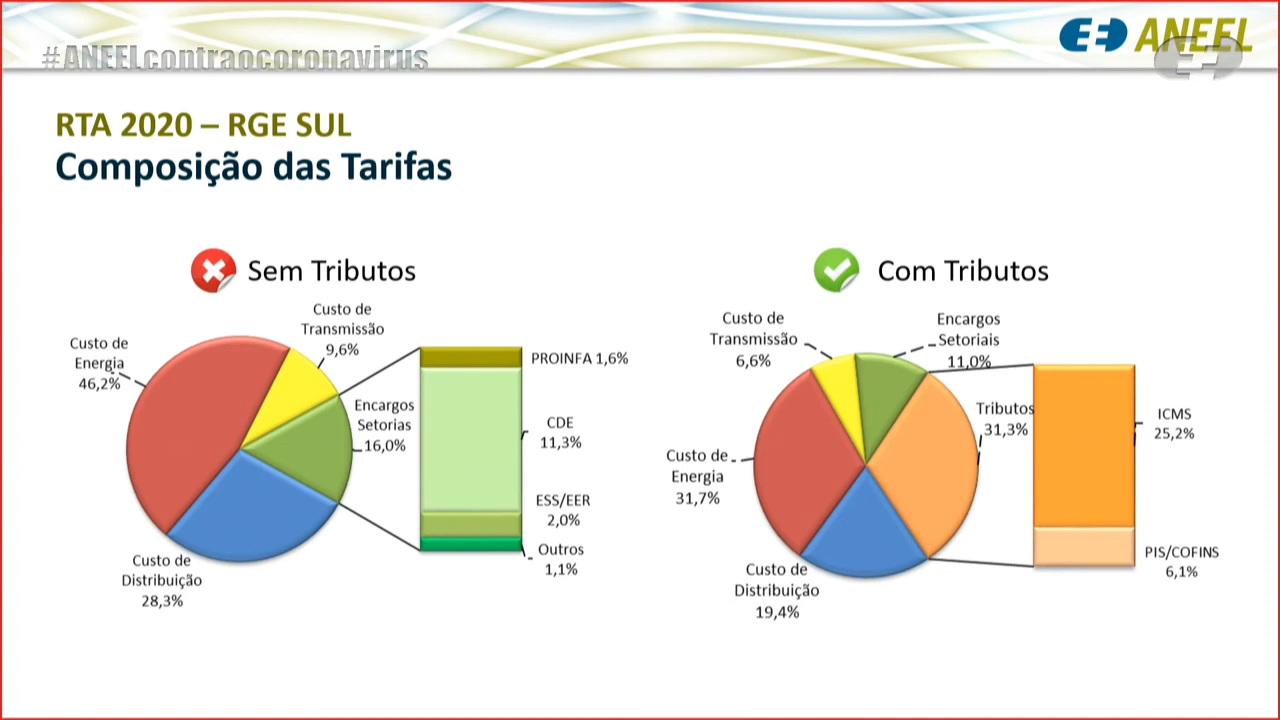 #ANEELcontraocoronavirus
ANEEL
RTA 2020 – RGE SUL
Composição das Tarifas
Sem Tributos
Custo de
Transmissão
9,6%
Custo de
Energia
46,2%
Encargos
Setorias
16,0%
Custo de
Distribuição
28,3%
PROINFA 1,6%
CDE
11,3%
ESS/EER
2,0%
Outros
1,1%
Com Tributos
Custo de
Transmissão
6,6%
Encargos
Setoriais
11,0%
Tributos
31,3%
Custo de
Energia
31,7%
Custo de
Distribuição
19,4%
ICMS
25,2%
PIS/COFINS
6,1%